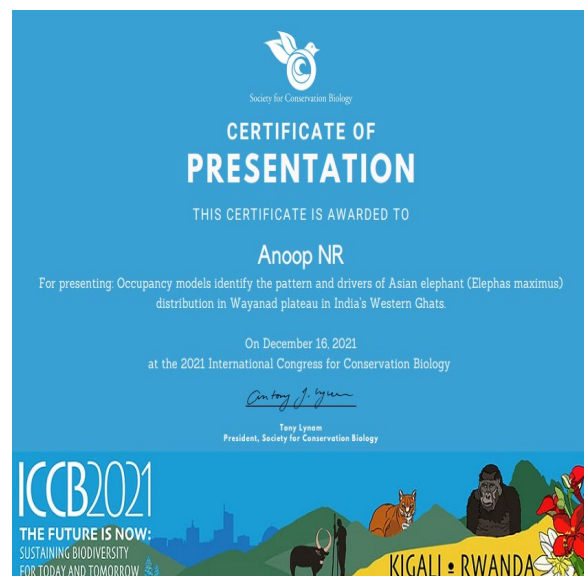 Society for Conservation Biology
CERTIFICATE OF
PRESENTATION
THIS CERTIFICATE IS AWARDED TO
Anoop NR
For presenting: Occupancy models identify the pattern and drivers of Asian elephant (Elephas maximus)
distribution in Wayanad plateau in India's Western Ghats.
On December 16, 2021
at the 2021 International Congress for Conservation Biology
Antony J. Lynam
Tony Lynam
President, Society for Conservation Biology
ICCB2021
THE FUTURE IS NOW:
SUSTAINING BIODIVERSITY
FOR TODAY AND TOMORROW
KIGALI • RWANDA